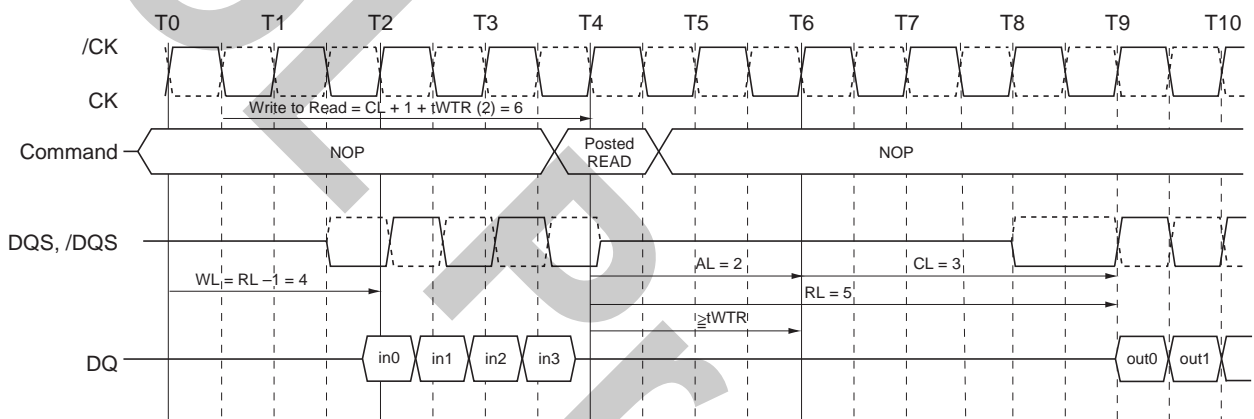 T0 T1 T2 T3 T4 T5 T6 T7 T8 T9 T10
/CK
CK
Write to Read = CL + 1 + tWTR (2) = 6
Command NOP Posted READ NOP
DQS, /DQS
AL = 2 CL = 3
WL = RL –1 = 4
RL = 5
≧tWTR
DQ in0 in1 in2 in3 out0 out1